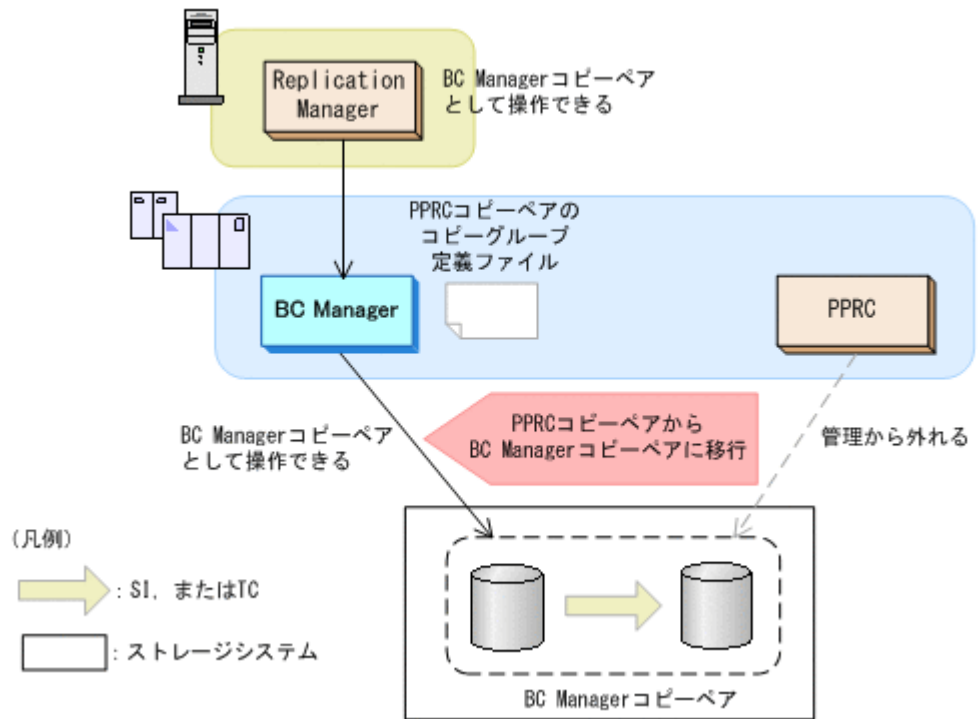 Replication
Manager
BC Managerコピーペア
として操作できる
PPRCコピーペアの
コピーグループ
定義ファイル
BC Manager
PPRC
BC Managerコピーペア
として操作できる
PPRCコピーペアから
BC Managerコピーペアに移行
管理から外れる
(凡例)
: SI, またはTC
: ストレージシステム
BC Managerコピーペア